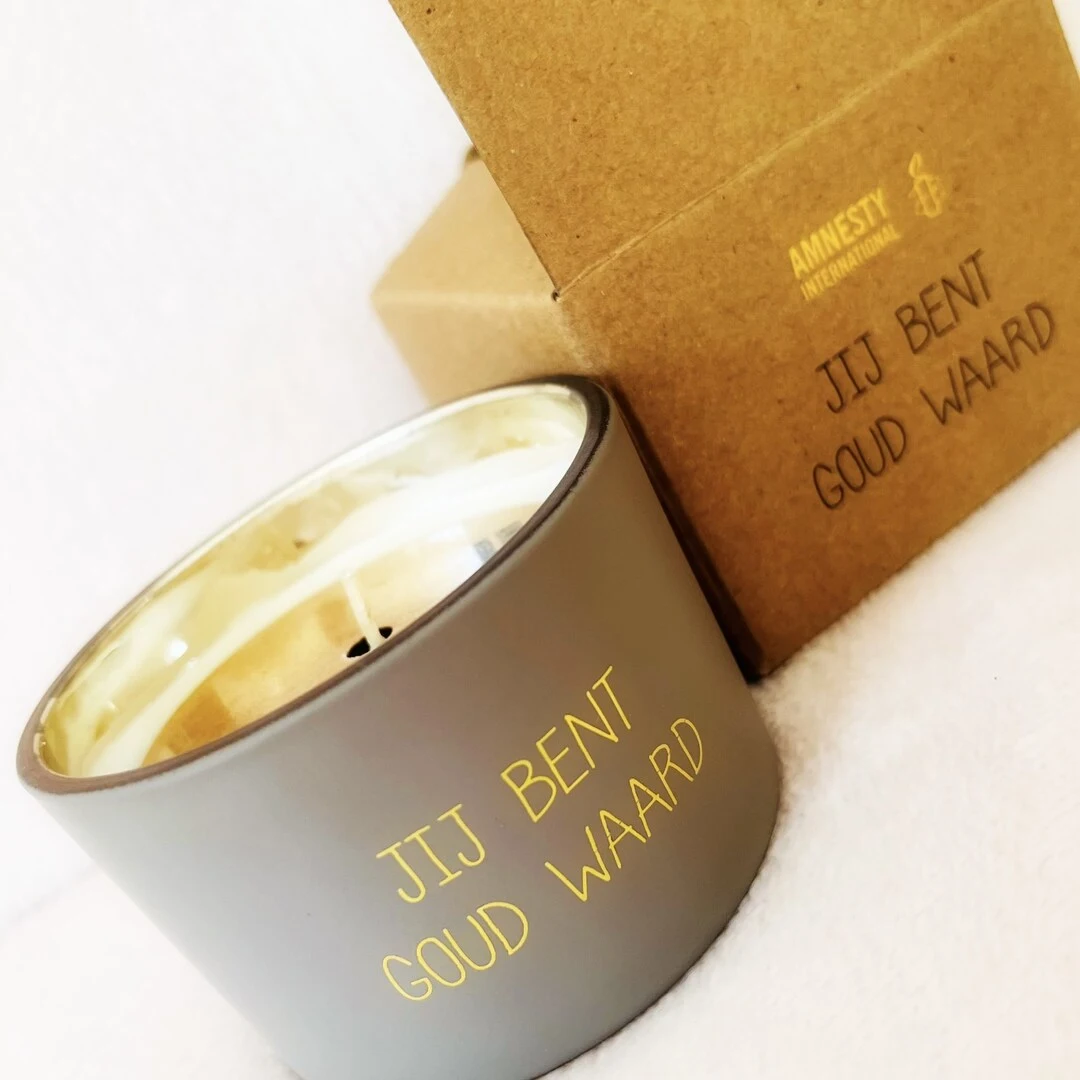 AMNESTY
INTERNATIONAL
JIJ BENT
GOUD WAARD
JIJ BENT
GOUD WAARD